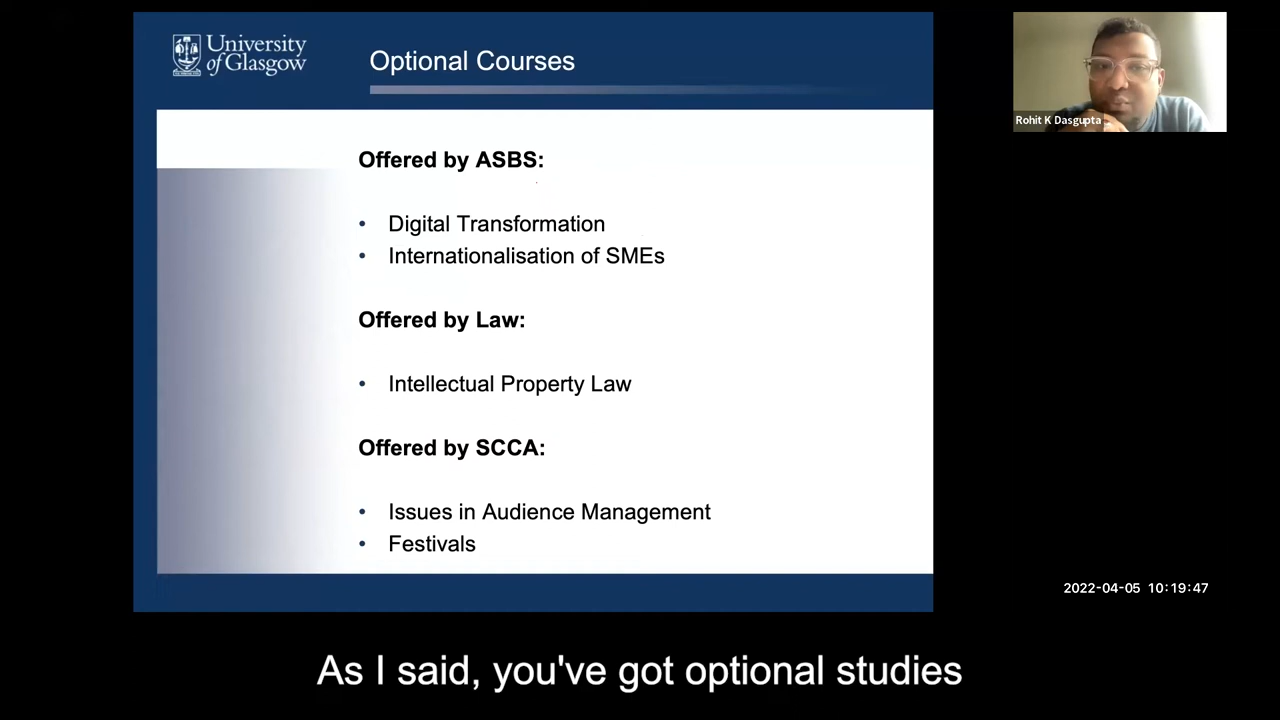 University
of Glasgow
Optional Courses
Rohit K Dasgupta
Offered by ASBS:
• Digital Transformation
• Internationalisation of SMEs
Offered by Law:
• Intellectual Property Law
Offered by SCCA:
• Issues in Audience Management
• Festivals
2022-04-05 10:19:47
As I said, you've got optional studies